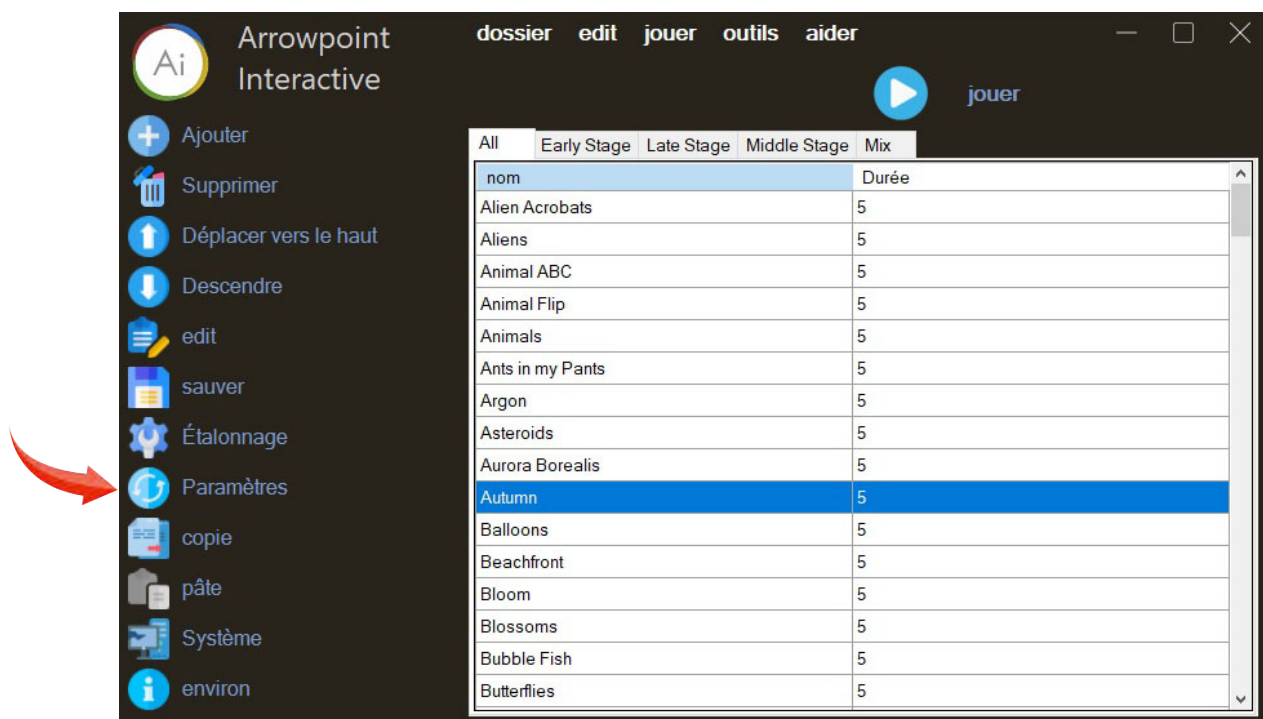 Ai
Arrowpoint
Interactive
dossier edit jouer outils aider
jouer
Ajouter
Supprimer
Déplacer vers le haut
Descendre
edit
sauver
Étalonnage
Paramètres
copie
pâte
Système
environ
All Early Stage Late Stage Middle Stage Mix
nom Durée
Alien Acrobats 5
Aliens 5
Animal ABC 5
Animal Flip 5
Animals 5
Ants in my Pants 5
Argon 5
Asteroids 5
Aurora Borealis 5
Autumn 5
Balloons 5
Beachfront 5
Bloom 5
Blossoms 5
Bubble Fish 5
Butterflies 5